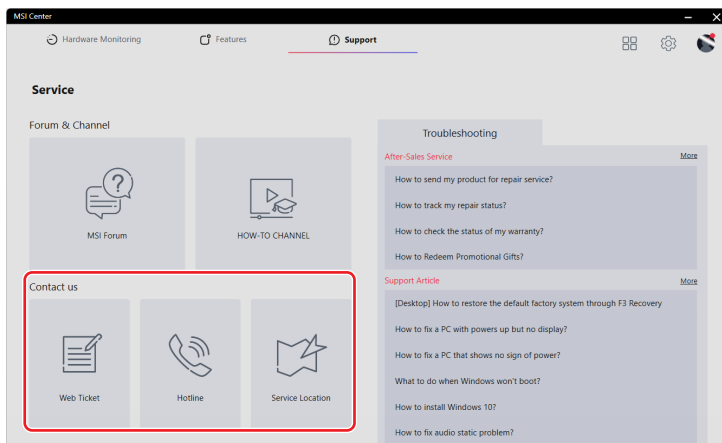 MSI Center
Hardware Monitoring
Features
Support
Service
Forum & Channel
MSI Forum
HOW-TO CHANNEL
Contact us
Web Ticket
Hotline
Service Location
Troubleshooting
After-Sales Service
More
How to send my product for repair service?
How to track my repair status?
How to check the status of my warranty?
How to Redeem Promotional Gifts?
Support Article
More
[Desktop] How to restore the default factory system through F3 Recovery
How to fix a PC with powers up but no display?
How to fix a PC that shows no sign of power?
What to do when Windows won't boot?
How to install Windows 10?
How to fix audio static problem?